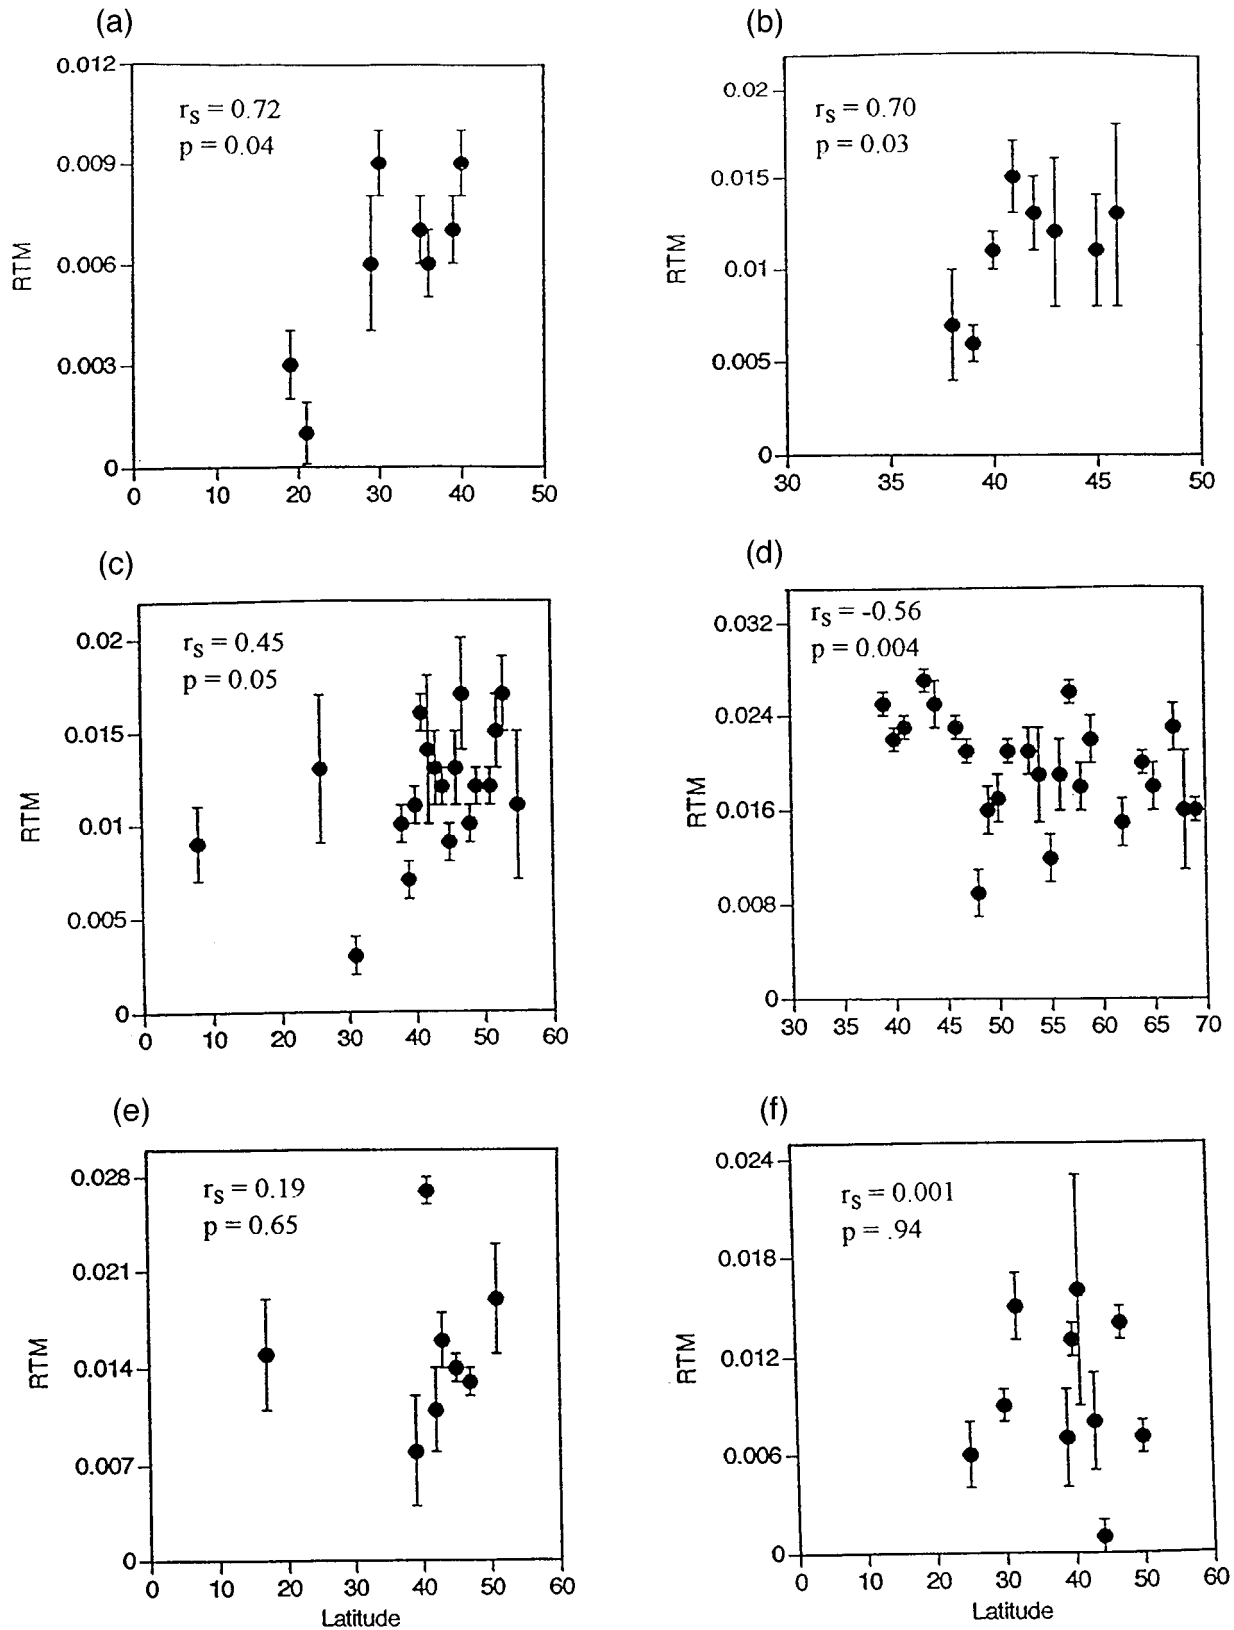 (a)
0.012
r_s = 0.72
p = 0.04
0.009
0.006
0.003
0
RTM
0 10 20 30 40 50
(b)
0.02
r_s = 0.70
p = 0.03
0.015
0.01
0.005
0
RTM
30 35 40 45 50
(c)
0.02
r_s = 0.45
p = 0.05
0.015
0.01
0.005
0
RTM
0 10 20 30 40 50 60
(d)
0.032
r_s = -0.56
p = 0.004
0.024
0.016
0.008
0
RTM
30 35 40 45 50 55 60 65 70
(e)
0.028
r_s = 0.19
p = 0.65
0.021
0.014
0.007
0
RTM
0 10 20 30 40 50 60
Latitude
(f)
0.024
r_s = 0.001
p = .94
0.018
0.012
0.006
0
RTM
0 10 20 30 40 50 60
Latitude